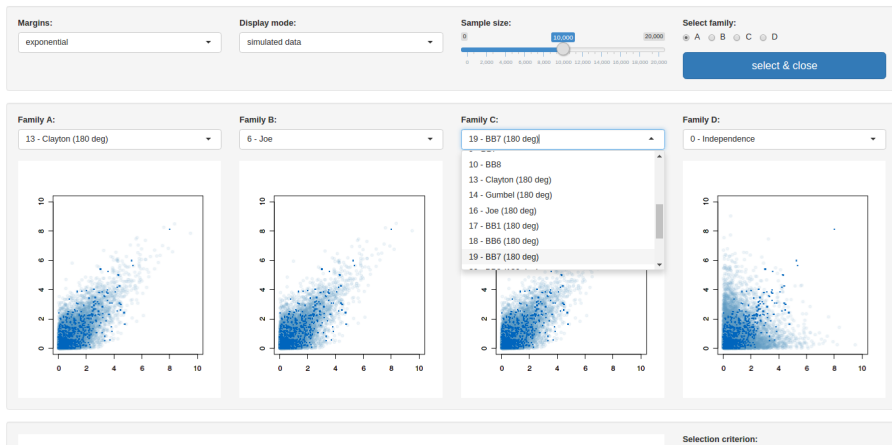 Margins:
Display mode:
Sample size:
Select family:
exponential
simulated data
0
10,000
20,000
A B C D
0 2,000 4,000 6,000 8,000 10,000 12,000 14,000 16,000 18,000 20,000
select & close
Family A:
Family B:
Family C:
Family D:
13 - Clayton (180 deg)
6 - Joe
19 - BB7 (180 deg)
0 - Independence
10 - BB8
13 - Clayton (180 deg)
14 - Gumbel (180 deg)
16 - Joe (180 deg)
17 - BB1 (180 deg)
18 - BB6 (180 deg)
19 - BB7 (180 deg)
10
8
6
4
2
0
0 2 4 6 8 10
10
8
6
4
2
0
0 2 4 6 8 10
4
2
0
0 2 4 6 8 10
10
8
6
4
2
0
0 2 4 6 8 10
Selection criterion: